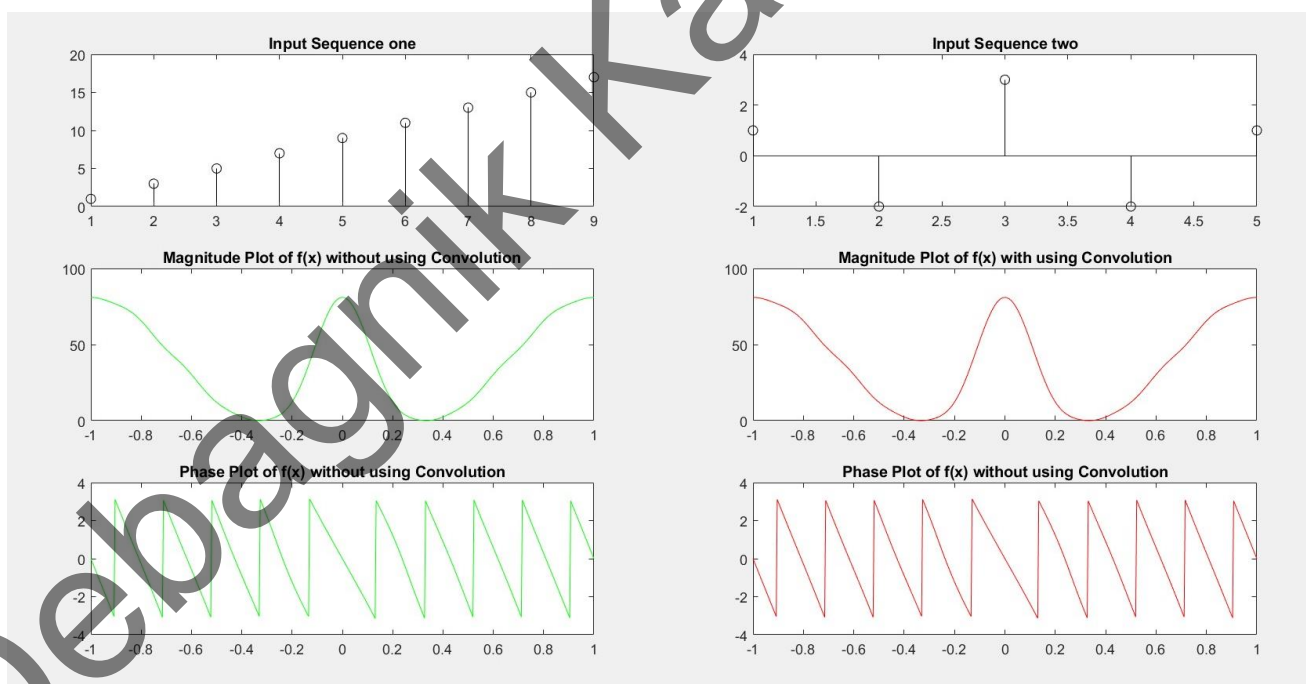 Input Sequence one
20
15
10
5
0
1 2 3 4 5 6 7 8 9
Input Sequence two
4
2
0
-2
1 1.5 2 2.5 3 3.5 4 4.5 5
Magnitude Plot of f(x) without using Convolution
100
50
0
-1 -0.8 -0.6 -0.4 -0.2 0 0.2 0.4 0.6 0.8 1
Magnitude Plot of f(x) with using Convolution
100
50
0
-1 -0.8 -0.6 -0.4 -0.2 0 0.2 0.4 0.6 0.8 1
Phase Plot of f(x) without using Convolution
4
2
0
-2
-4
-1 -0.8 -0.6 -0.4 -0.2 0 0.2 0.4 0.6 0.8 1
Phase Plot of f(x) without using Convolution
4
2
0
-2
-4
-1 -0.8 -0.6 -0.4 -0.2 0 0.2 0.4 0.6 0.8 1
Debagnik